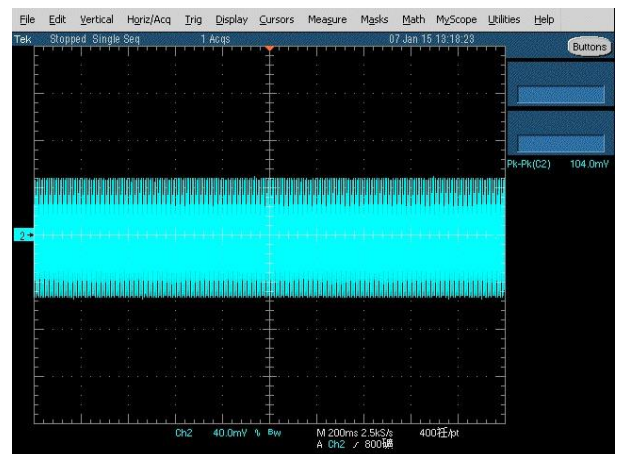 File Edit Vertical Horiz/Acq Trig Display Cursors Measure Masks Math MyScope Utilities Help
Tek Stopped Single Seq 1 Acqs 07 Jan 15 13:18:23 Buttons
Pk-Pk(C2) 104.0mV
2
Ch2 40.0mV Bw M 200ms 2.5kS/s 400㎲/pt
A Ch2 800